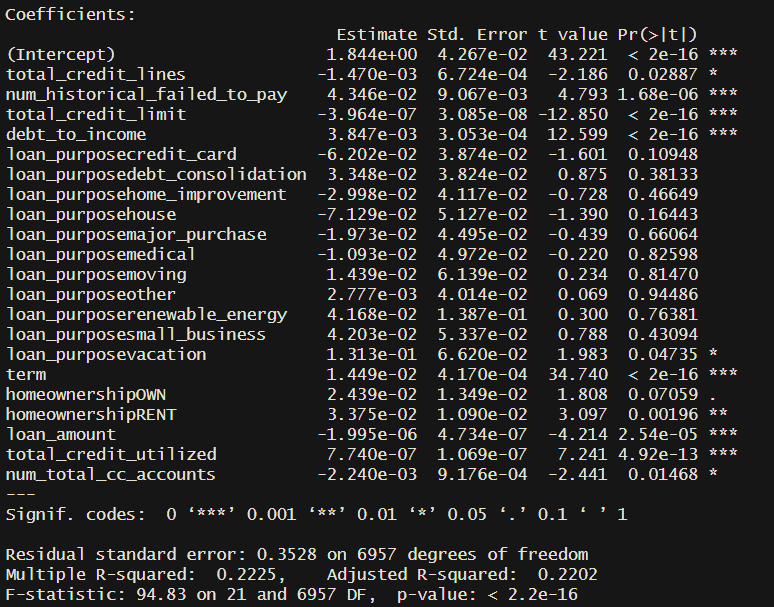 Coefficients:
Estimate Std. Error t value Pr(>|t|)
(Intercept) 1.844e+00 4.267e-02 43.221 < 2e-16 ***
total_credit_lines -1.470e-03 6.724e-04 -2.186 0.02887 *
num_historical_failed_to_pay 4.346e-02 9.067e-03 4.793 1.68e-06 ***
total_credit_limit -3.964e-07 3.085e-08 -12.850 < 2e-16 ***
debt_to_income 3.847e-03 3.053e-04 12.599 < 2e-16 ***
loan_purposecredit_card -6.202e-02 3.874e-02 -1.601 0.10948
loan_purposedebt_consolidation 3.348e-02 3.824e-02 0.875 0.38133
loan_purposehome_improvement -2.998e-02 4.117e-02 -0.728 0.46649
loan_purposehouse -7.129e-02 5.127e-02 -1.390 0.16443
loan_purposemajor_purchase -1.973e-02 4.495e-02 -0.439 0.66064
loan_purposemedical -1.093e-02 4.972e-02 -0.220 0.82598
loan_purposemoving 1.439e-02 6.139e-02 0.234 0.81470
loan_purposeother 2.777e-03 4.014e-02 0.069 0.94486
loan_purposerenewable_energy 4.168e-02 1.387e-01 0.300 0.76381
loan_purposesmall_business 4.203e-02 5.337e-02 0.788 0.43094
loan_purposevacation 1.313e-01 6.620e-02 1.983 0.04735 *
term 1.449e-02 4.170e-04 34.740 < 2e-16 ***
homeownershipOWN 2.439e-02 1.349e-02 1.808 0.07059 .
homeownershipRENT 3.375e-02 1.090e-02 3.097 0.00196 **
loan_amount -1.995e-06 4.734e-07 -4.214 2.54e-05 ***
total_credit_utilized 7.740e-07 1.069e-07 7.241 4.92e-13 ***
num_total_cc_accounts -2.240e-03 9.176e-04 -2.441 0.01468 *
---
Signif. codes: 0 ‘***’ 0.001 ‘**’ 0.01 ‘*’ 0.05 ‘.’ 0.1 ‘ ’ 1
Residual standard error: 0.3528 on 6957 degrees of freedom
Multiple R-squared: 0.2225, Adjusted R-squared: 0.2202
F-statistic: 94.83 on 21 and 6957 DF, p-value: < 2.2e-16